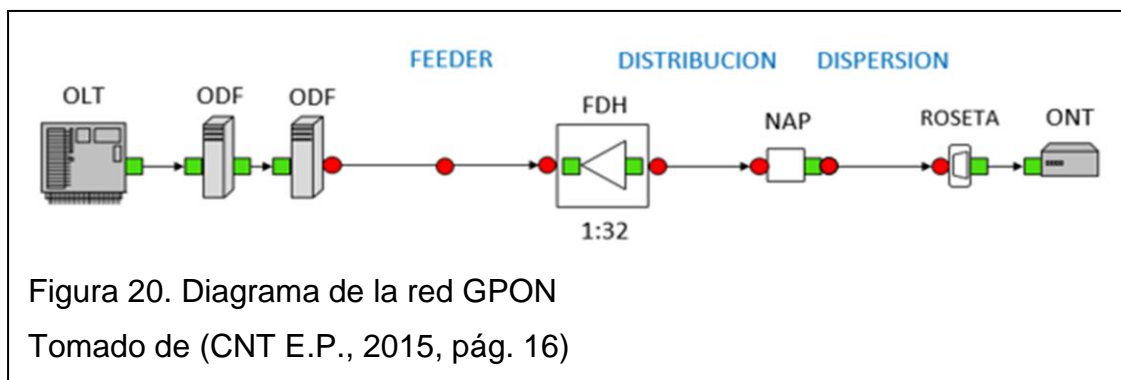 FEEDER DISTRIBUCION DISPERSION
OLT ODF ODF FDH NAP ROSETA ONT
1:32
Figura 20. Diagrama de la red GPON
Tomado de (CNT E.P., 2015, pág. 16)